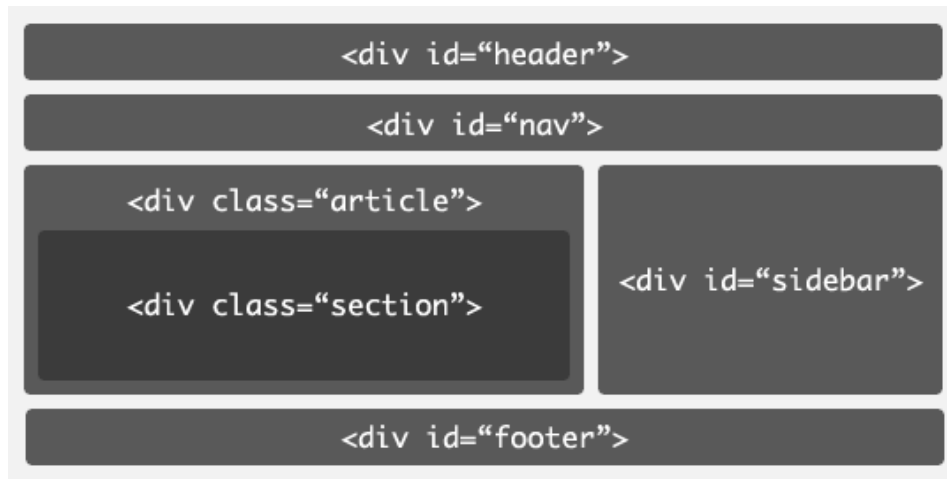 <div id=“header”>
<div id=“nav”>
<div class=“article”>
<div class=“section”>
<div id=“sidebar”>
<div id=“footer”>